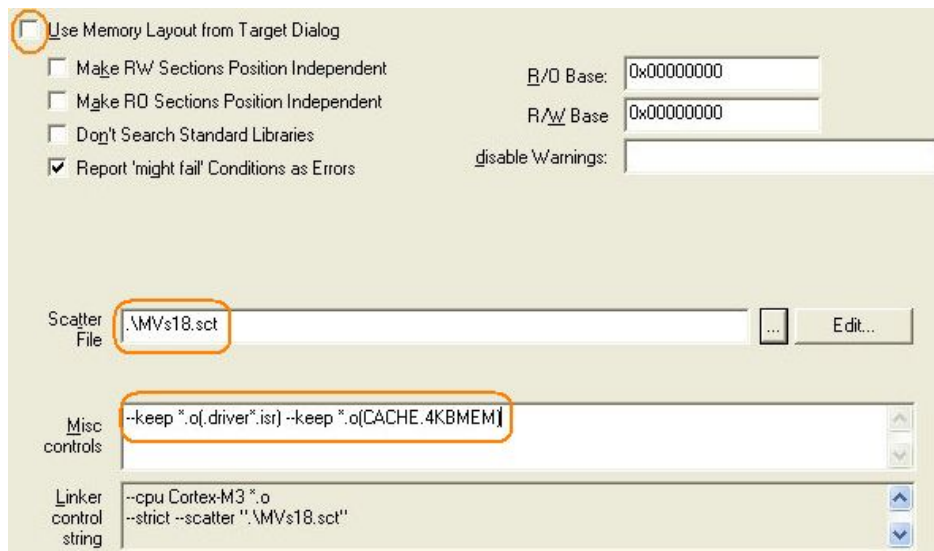 Use Memory Layout from Target Dialog
Make RW Sections Position Independent
R/O Base: 0x00000000
Make RO Sections Position Independent
R/W Base 0x00000000
Don't Search Standard Libraries
disable Warnings:
Report 'might fail' Conditions as Errors
Scatter File .\MVs18.sct ... Edit...
Misc controls --keep *.o(.driver*.isr) --keep *.o(CACHE.4KBMEM)
Linker control string --cpu Cortex-M3 *.o
--strict --scatter ".\MVs18.sct"